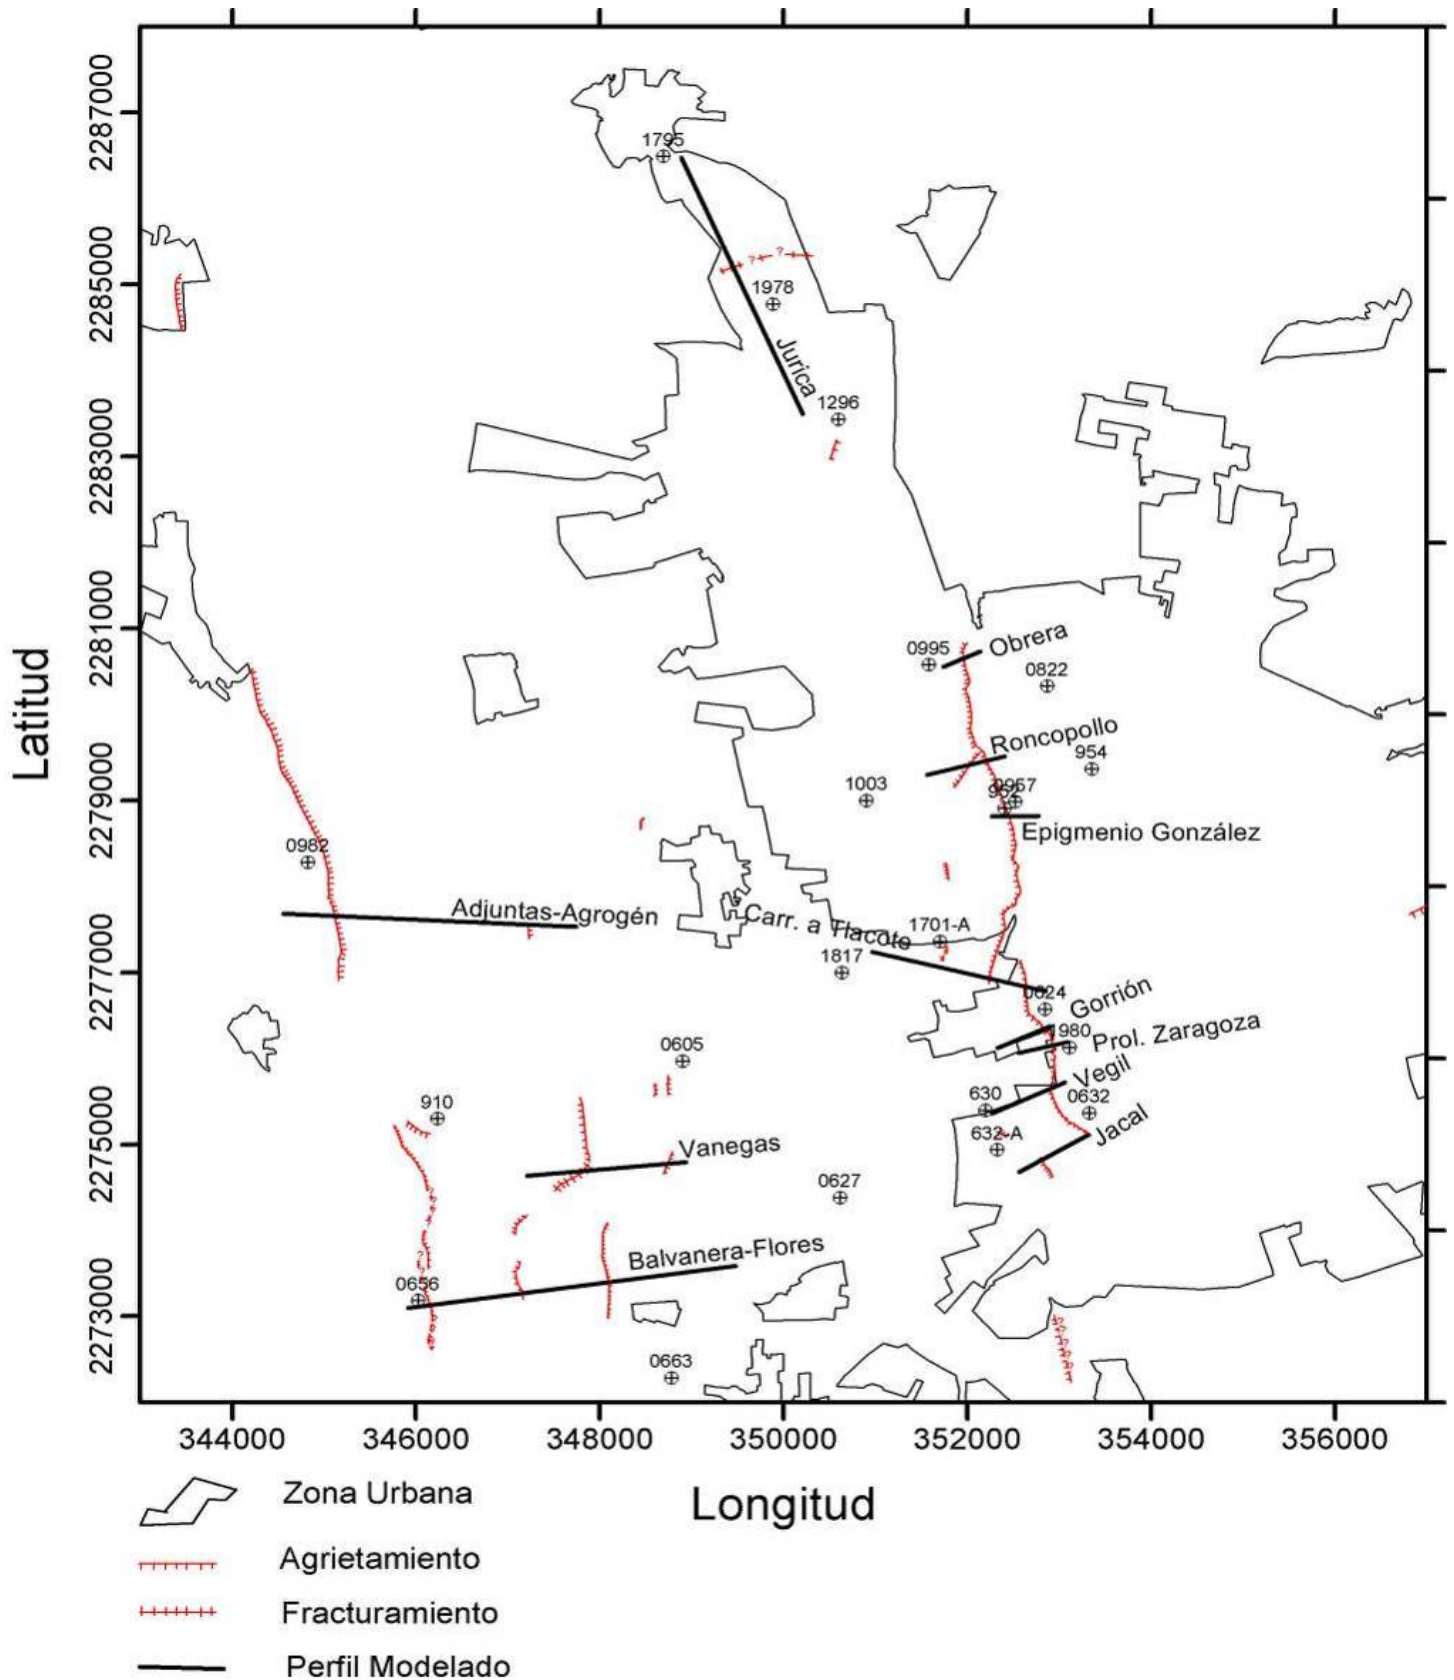 2287000
1795
1978
2285000
Jurica
1296
2283000
2281000
Latitud
0995
Obrera
0822
Roncopollo
954
1003
0957
2279000
Epigmenio González
0982
Adjuntas-Agrogén
Carr. a Tlacote
1701-A
1817
2277000
0624
Gorrión
1980
Prol. Zaragoza
0605
Vegil
910
630
0632
632-A
Jacal
2275000
Vanegas
0627
Balvanera-Flores
0656
2273000
0663
344000 346000 348000 350000 352000 354000 356000
Longitud
Zona Urbana
Agrietamiento
Fracturamiento
Perfil Modelado